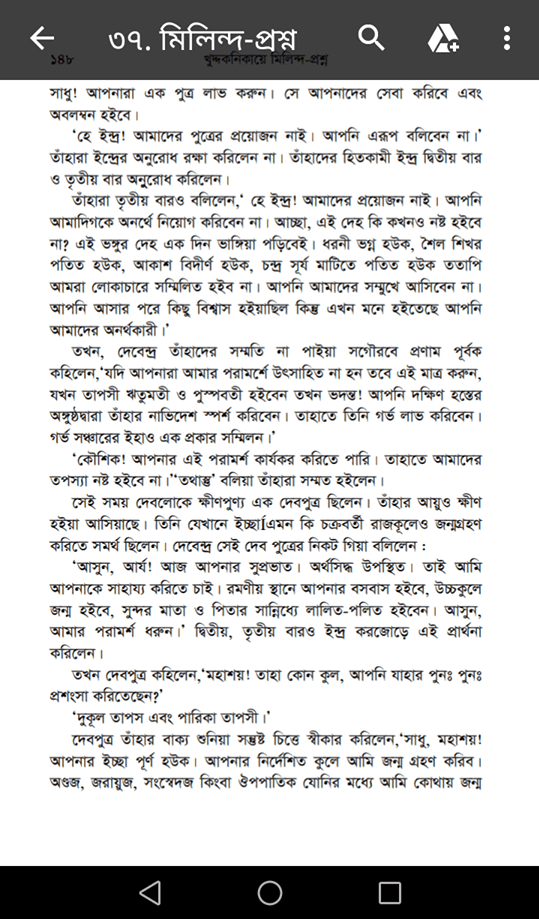 ৩৭. মিলিন্দ-প্রশ্ন
১৪৮ খুদ্দকনিকায়ে মিলিন্দ-প্রশ্ন
সাধু! আপনারা এক পুত্র লাভ করুন। সে আপনাদের সেবা করিবে এবং
অবলম্বন হইবে।
‘হে ইন্দ্র! আমাদের পুত্রের প্রয়োজন নাই। আপনি এরূপ বলিবেন না।’
তাঁহারা ইন্দ্রের অনুরোধ রক্ষা করিলেন না। তাঁহাদের হিতকামী ইন্দ্র দ্বিতীয় বার
ও তৃতীয় বার অনুরোধ করিলেন।
তাঁহারা তৃতীয় বারও বলিলেন,‘ হে ইন্দ্র! আমাদের প্রয়োজন নাই। আপনি
আমাদিগকে অনর্থে নিয়োগ করিবেন না। আচ্ছা, এই দেহ কি কখনও নষ্ট হইবে
না? এই ভঙ্গুর দেহ এক দিন ভাঙ্গিয়া পড়িবেই। ধরনী ভগ্ন হউক, শৈল শিখর
পতিত হউক, আকাশ বিদীর্ণ হউক, চন্দ্র সূর্য মাটিতে পতিত হউক ততাপি
আমরা লোকাচারে সম্মিলিত হইব না। আপনি আমাদের সম্মুখে আসিবেন না।
আপনি আসার পরে কিছু বিশ্বাস হইয়াছিল কিন্তু এখন মনে হইতেছে আপনি
আমাদের অনর্থকারী।’
তখন, দেবেন্দ্র তাঁহাদের সম্মতি না পাইয়া সগৌরবে প্রণাম পূর্বক
কহিলেন,‘যদি আপনারা আমার পরামর্শে উৎসাহিত না হন তবে এই মাত্র করুন,
যখন তাপসী ঋতুমতী ও পুস্পবতী হইবেন তখন ভদন্ত! আপনি দক্ষিণ হস্তের
অঙ্গুষ্ঠদ্বারা তাঁহার নাভিদেশ স্পর্শ করিবেন। তাহাতে তিনি গর্ভ লাভ করিবেন।
গর্ভ সঞ্চারের ইহাও এক প্রকার সম্মিলন।’
‘কৌশিক! আপনার এই পরামর্শ কার্যকর করিতে পারি। তাহাতে আমাদের
তপস্যা নষ্ট হইবে না।’‘তথাস্তু’ বলিয়া তাঁহারা সম্মত হইলেন।
সেই সময় দেবলোকে ক্ষীণপুণ্য এক দেবপুত্র ছিলেন। তাঁহার আয়ুও ক্ষীণ
হইয়া আসিয়াছে। তিনি যেখানে ইচ্ছাÍএমন কি চক্রবর্তী রাজকূলেও জন্মগ্রহণ
করিতে সমর্থ ছিলেন। দেবেন্দ্র সেই দেব পুত্রের নিকট গিয়া বলিলেন :
‘আসুন, আর্য! আজ আপনার সুপ্রভাত। অর্থসিদ্ধ উপস্থিত। তাই আমি
আপনাকে সাহায্য করিতে চাই। রমণীয় স্থানে আপনার বসবাস হইবে, উচ্চকুলে
জন্ম হইবে, সুন্দর মাতা ও পিতার সান্নিধ্যে লালিত-পলিত হইবেন। আসুন,
আমার পরামর্শ ধরুন।’ দ্বিতীয়, তৃতীয় বারও ইন্দ্র করজোড়ে এই প্রার্থনা
করিলেন।
তখন দেবপুত্র কহিলেন,‘মহাশয়! তাহা কোন কুল, আপনি যাহার পুনঃ পুনঃ
প্রশংসা করিতেছেন?’
‘দুকূল তাপস এবং পারিকা তাপসী।’
দেবপুত্র তাঁহার বাক্য শুনিয়া সন্তুষ্ট চিত্তে স্বীকার করিলেন,‘সাধু, মহাশয়!
আপনার ইচ্ছা পূর্ণ হউক। আপনার নির্দেশিত কুলে আমি জন্ম গ্রহণ করিব।
অণ্ডজ, জরায়ুজ, সংস্বেদজ কিংবা ঔপপাতিক যোনির মধ্যে আমি কোথায় জন্ম